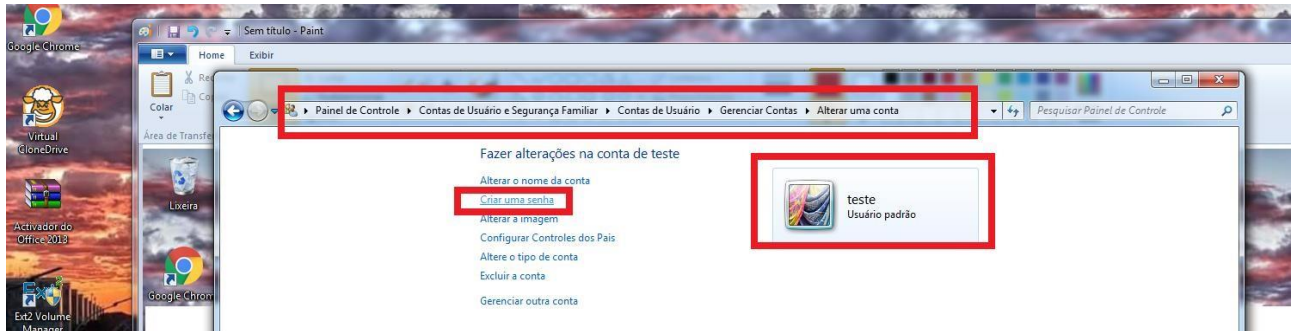 Google Chrome
Virtual
CloneDrive
Activador do
Office 2013
Ext2 Volume
Manager
Sem título - Paint
Home
Exibir
Colar
Área de Transfe
Lixeira
Google Chrom
Painel de Controle
Contas de Usuário e Segurança Familiar
Contas de Usuário
Gerenciar Contas
Alterar uma conta
Pesquisar Painel de Controle
Fazer alterações na conta de teste
Alterar o nome da conta
Criar uma senha
Alterar a imagem
Configurar Controles dos Pais
Altere o tipo de conta
Excluir a conta
Gerenciar outra conta
teste
Usuário padrão